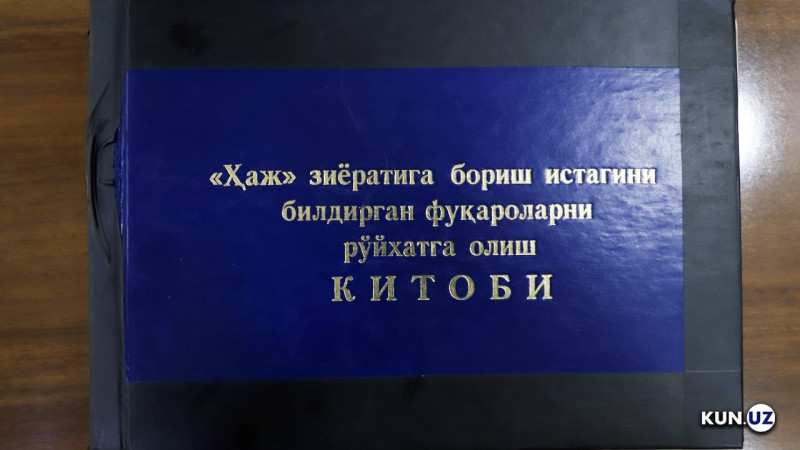 «Ҳаж» зиёратига бориш истагини
билдирган фуқароларни
рўйхатга олиш
КИТОБИ
KUN.UZ